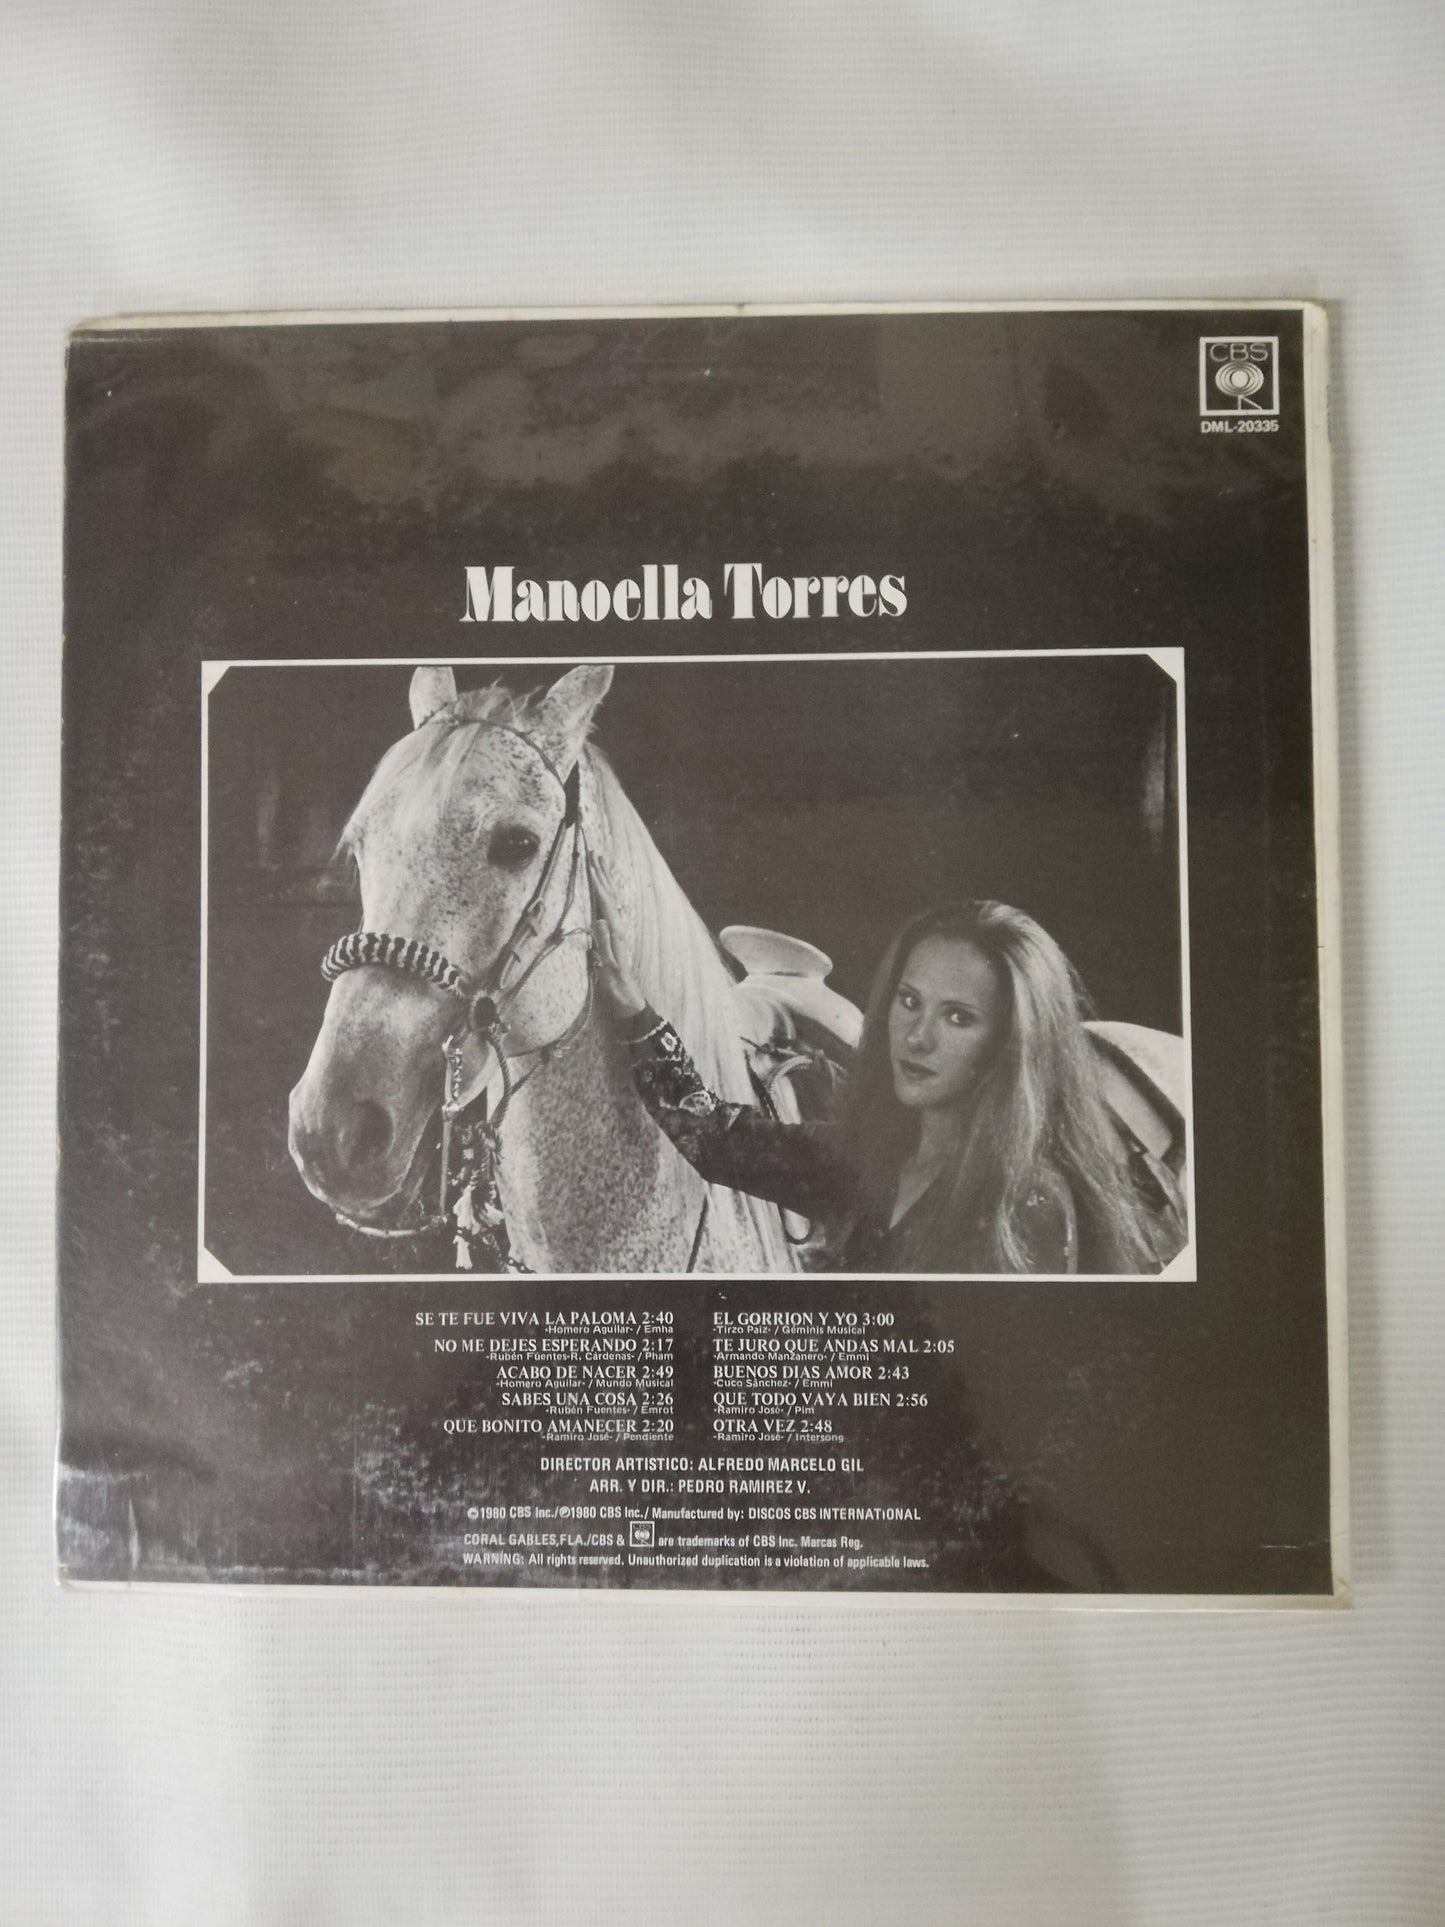 CBS
DML-20335
Manoella Torres
SE TE FUE VIVA LA PALOMA 2:40
-Homero Aguilar- / Emha
NO ME DEJES ESPERANDO 2:17
-Rubén Fuentes-R. Cárdenas- / Pham
ACABO DE NACER 2:49
-Homero Aguilar- / Mundo Musical
SABES UNA COSA 2:26
-Rubén Fuentes- / Emrot
QUE BONITO AMANECER 2:20
-Ramiro José- / Pendiente
EL GORRION Y YO 3:00
-Tirzo Paiz- / Géminis Musical
TE JURO QUE ANDAS MAL 2:05
-Armando Manzanero- / Emmi
BUENOS DIAS AMOR 2:43
-Cuco Sánchez- / Emmi
QUE TODO VAYA BIEN 2:56
-Ramiro José- / Pim
OTRA VEZ 2:48
-Ramiro José- / Intersong
DIRECTOR ARTISTICO: ALFREDO MARCELO GIL
ARR. Y DIR.: PEDRO RAMIREZ V.
©1980 CBS Inc./℗1980 CBS Inc./ Manufactured by: DISCOS CBS INTERNATIONAL
CORAL GABLES,FLA./CBS & CBS are trademarks of CBS Inc. Marcas Reg.
WARNING: All rights reserved. Unauthorized duplication is a violation of applicable laws.